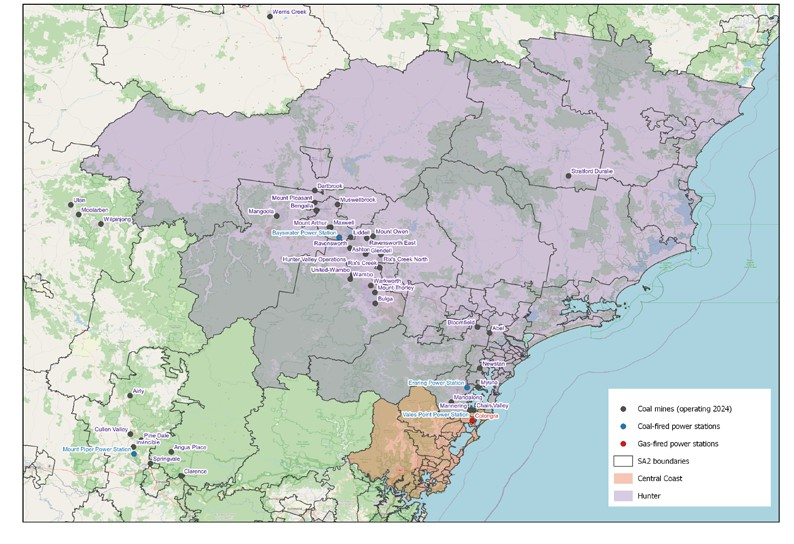 Werris Creek
Stratford Duralie
Dartbrook
Mount Pleasant
Muswellbrook
Bengalla
Mangoola
Mount Arthur
Maxwell
Ulan
Moolarben
Wilpinjong
Bayswater Power Station
Liddell
Mount Owen
Ravensworth
Ravensworth East
Ashton
Glendell
Hunter Valley Operations
Rix's Creek
Rix's Creek North
United-Wambo
Wambo
Warkworth
Mount Thorley
Bulga
Bloomfield
Abel
Newstan
Eraring Power Station
Myuna
Mandalong
Mannering
Chain Valley
Vales Point Power Station
Colongra
Airly
Cullen Valley
Pine Dale
Invincible
Mount Piper Power Station
Angus Place
Springvale
Clarence
Coal mines (operating 2024)
Coal-fired power stations
Gas-fired power stations
SA2 boundaries
Central Coast
Hunter